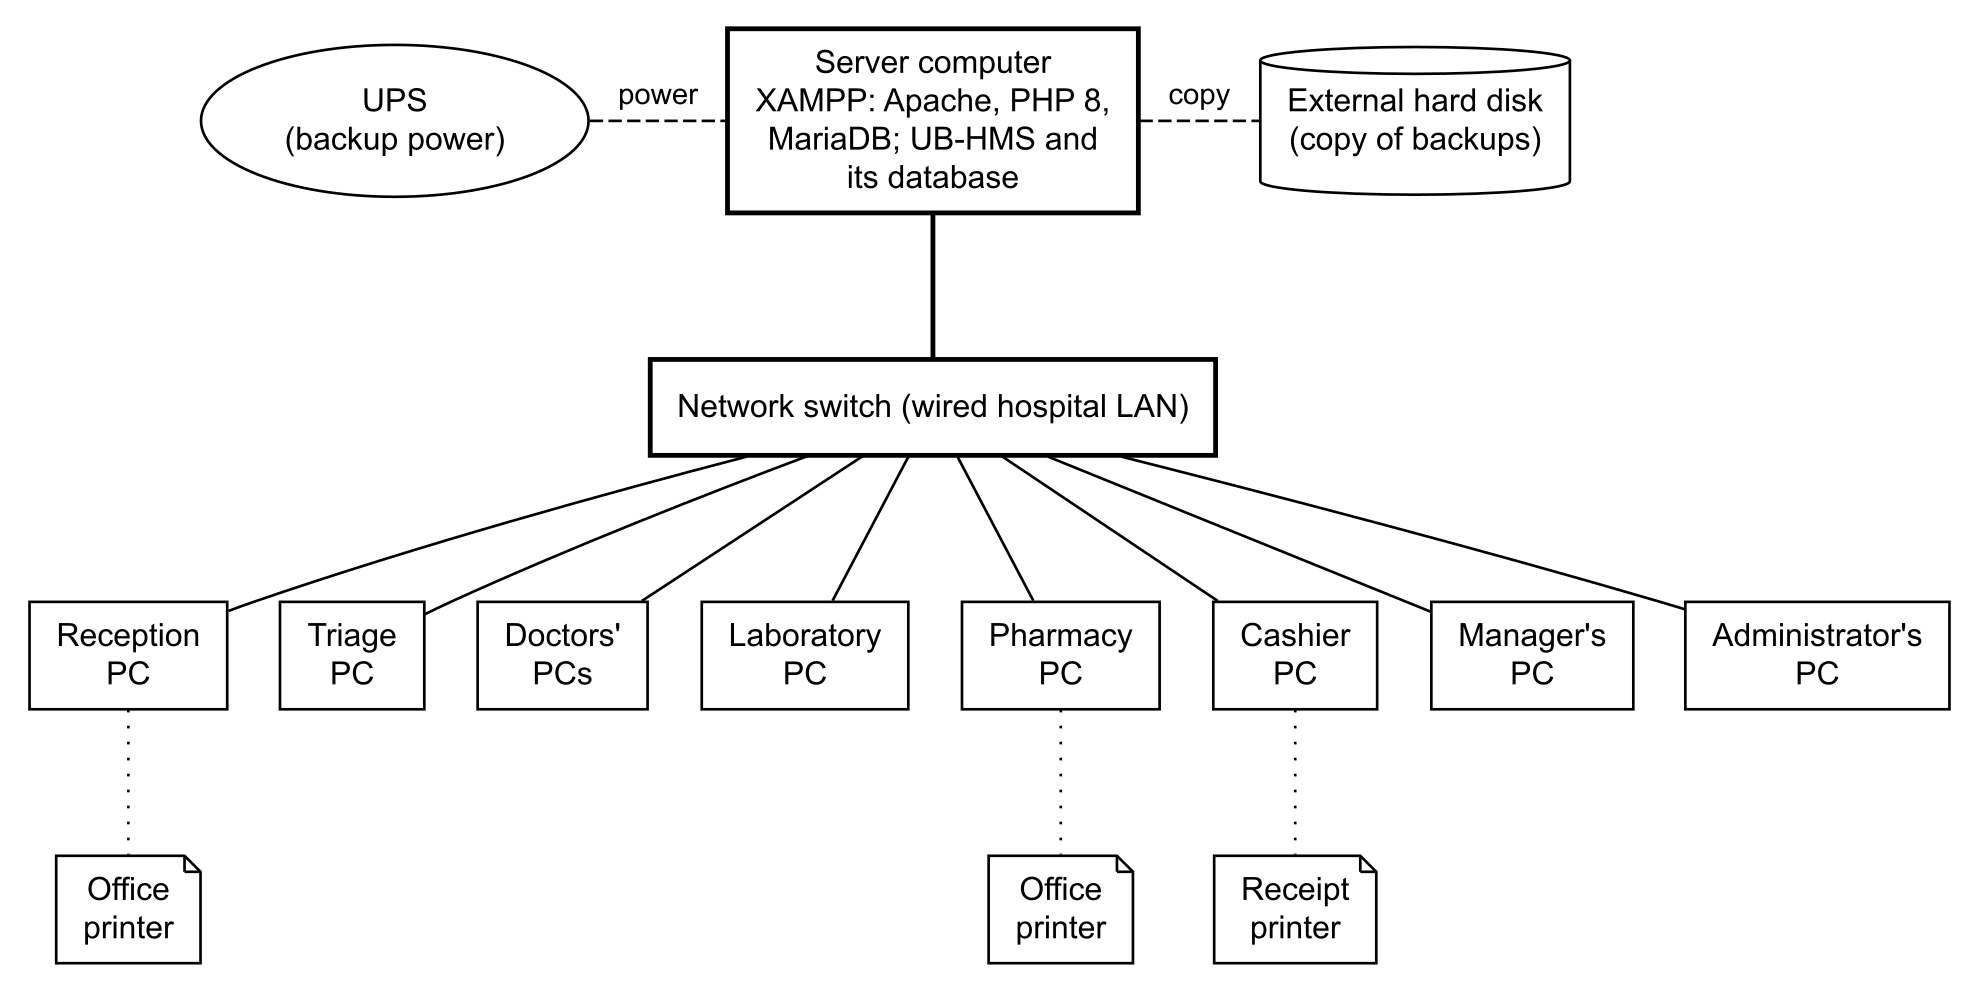 UPS
(backup power)
power
Server computer
XAMPP: Apache, PHP 8,
MariaDB; UB-HMS and
its database
copy
External hard disk
(copy of backups)
Network switch (wired hospital LAN)
Reception
PC
Triage
PC
Doctors'
PCs
Laboratory
PC
Pharmacy
PC
Cashier
PC
Manager's
PC
Administrator's
PC
Office
printer
Office
printer
Receipt
printer